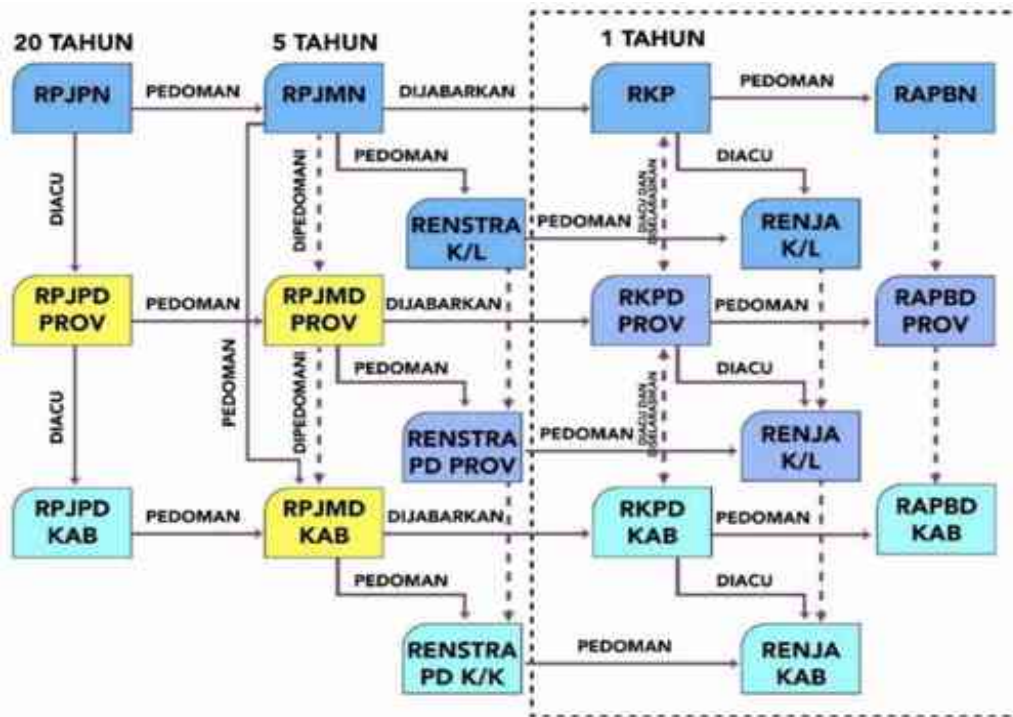 20 TAHUN
5 TAHUN
1 TAHUN
RPJPN
PEDOMAN
RPJMN
DIJABARKAN
RKP
PEDOMAN
RAPBN
DIACU
DIPEDOMANI
PEDOMAN
DIACU DAN
DISELARASKAN
DIACU
RENSTRA
K/L
PEDOMAN
RENJA
K/L
RPJPD
PROV
PEDOMAN
RPJMD
PROV
DIJABARKAN
RKPD
PROV
PEDOMAN
RAPBD
PROV
DIACU
PEDOMAN
DIPEDOMANI
PEDOMAN
DIACU DAN
DISELARASKAN
DIACU
RENSTRA
PD PROV
PEDOMAN
RENJA
K/L
RPJPD
KAB
PEDOMAN
RPJMD
KAB
DIJABARKAN
RKPD
KAB
PEDOMAN
RAPBD
KAB
PEDOMAN
DIACU
RENSTRA
PD K/K
PEDOMAN
RENJA
KAB